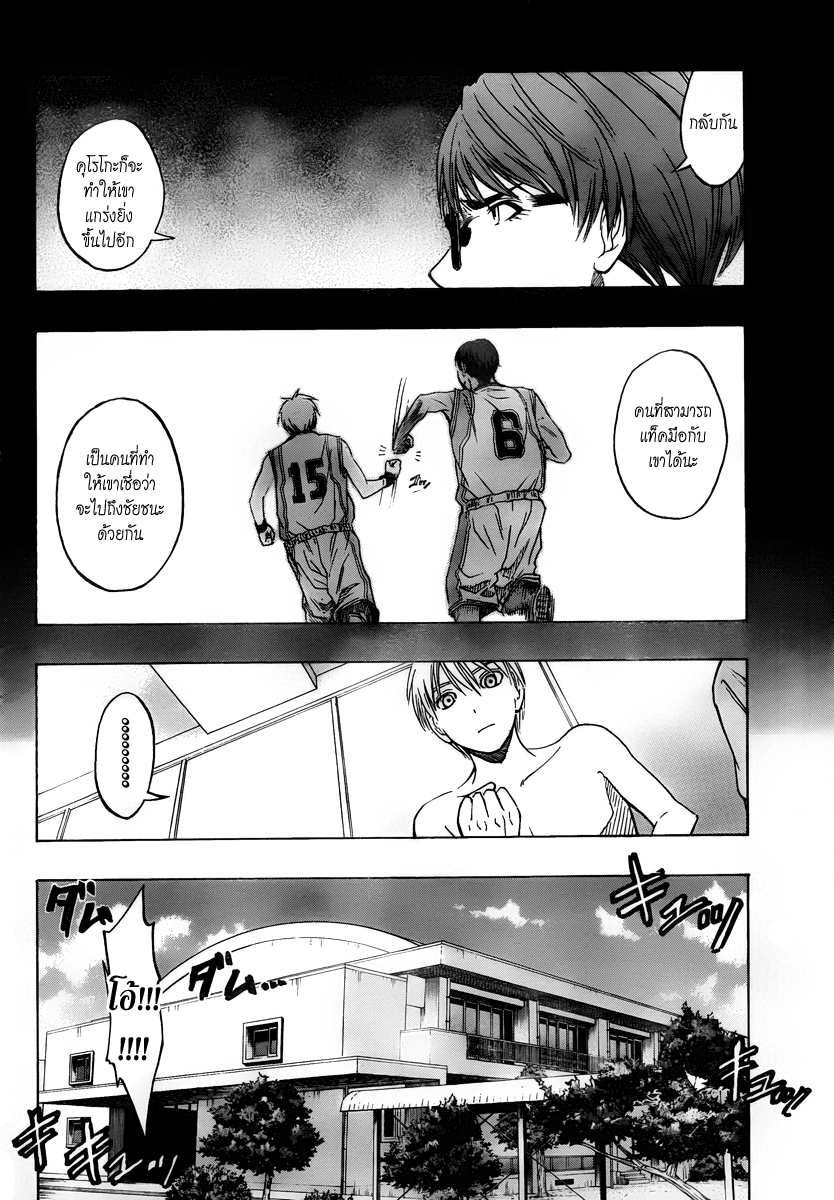 กลับกัน
คุโรโกะก็จะ
ทำให้เขา
แกร่งยิ่ง
ขึ้นไปอีก
คนที่สามารถ
แท็คมือกับ
เขาได้นะ
6
15
เป็นคนที่ทำ
ให้เขาเชื่อว่า
จะไปถึงชัยชนะ
ด้วยกัน
キュッ
ダム
โอ้!!!
!!!!
ダム...
キュッ
キュッ